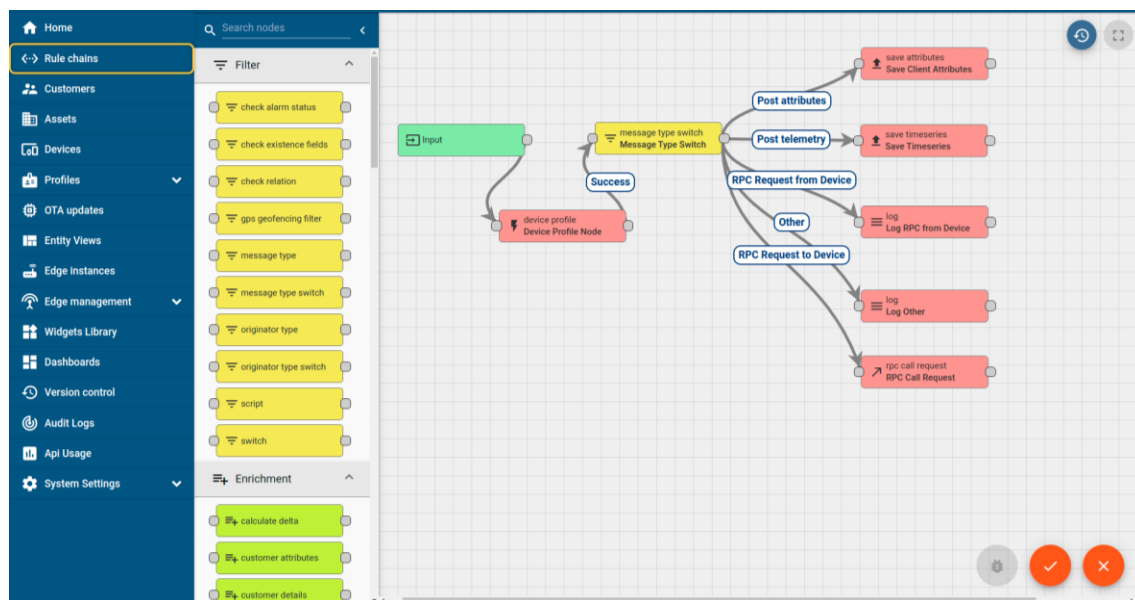 Home
Rule chains
Customers
Assets
Devices
Profiles
OTA updates
Entity Views
Edge instances
Edge management
Widgets Library
Dashboards
Version control
Audit Logs
Api Usage
System Settings
Search nodes
Filter
check alarm status
check existence fields
check relation
gps geofencing filter
message type
message type switch
originator type
originator type switch
script
switch
Enrichment
calculate delta
customer attributes
customer details
Input
device profile
Device Profile Node
Success
message type switch
Message Type Switch
Post attributes
Post telemetry
RPC Request from Device
Other
RPC Request to Device
save attributes
Save Client Attributes
save timeseries
Save Timeseries
log
Log RPC from Device
log
Log Other
rpc call request
RPC Call Request